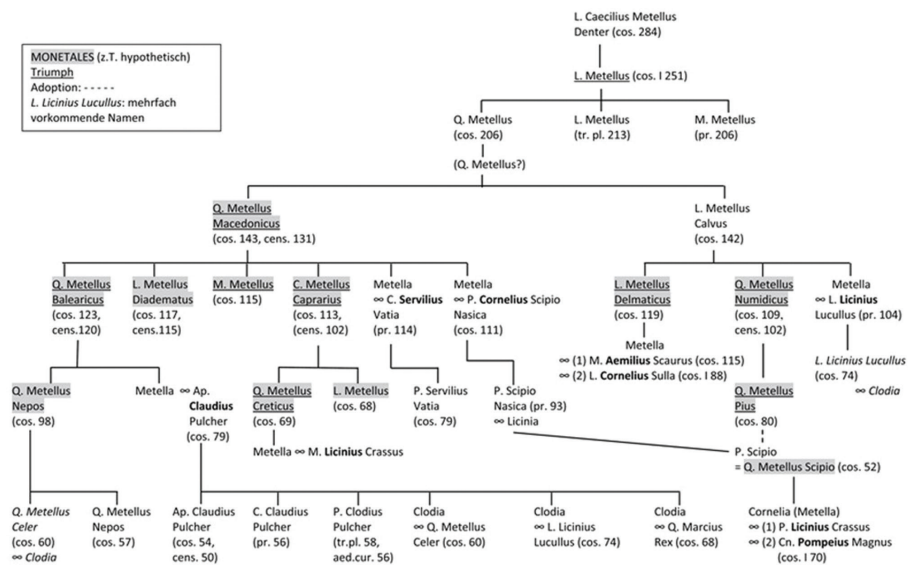 L. Caecilius Metellus
Denter (cos. 284)
MONETALES (z.T. hypothetisch)
Triumph
Adoption: - - - - -
L. Licinius Lucullus: mehrfach
vorkommende Namen
L. Metellus (cos. I 251)
Q. Metellus
(cos. 206)
L. Metellus
(tr. pl. 213)
M. Metellus
(pr. 206)
(Q. Metellus?)
Q. Metellus
Macedonicus
(cos. 143, cens. 131)
L. Metellus
Calvus
(cos. 142)
Q. Metellus
Balearicus
(cos. 123,
cens.120)
L. Metellus
Diadematus
(cos. 117,
cens.115)
M. Metellus
(cos. 115)
C. Metellus
Caprarius
(cos. 113,
cens. 102)
Metella
∞ C. Servilius
Vatia
(pr. 114)
Metella
∞ P. Cornelius Scipio
Nasica
(cos. 111)
L. Metellus
Delmaticus
(cos. 119)
Q. Metellus
Numidicus
(cos. 109,
cens. 102)
Metella
∞ L. Licinius
Lucullus (pr. 104)
Metella
∞ (1) M. Aemilius Scaurus (cos. 115)
∞ (2) L. Cornelius Sulla (cos. I 88)
L. Licinius Lucullus
(cos. 74)
∞ Clodia
Q. Metellus
Nepos
(cos. 98)
Metella ∞ Ap.
Claudius
Pulcher
(cos. 79)
Q. Metellus
Creticus
(cos. 69)
L. Metellus
(cos. 68)
P. Servilius
Vatia
(cos. 79)
P. Scipio
Nasica (pr. 93)
∞ Licinia
Q. Metellus
Pius
(cos. 80)
Metella ∞ M. Licinius Crassus
P. Scipio
= Q. Metellus Scipio (cos. 52)
Q. Metellus
Celer
(cos. 60)
∞ Clodia
Q. Metellus
Nepos
(cos. 57)
Ap. Claudius
Pulcher
(cos. 54,
cens. 50)
C. Claudius
Pulcher
(pr. 56)
P. Clodius
Pulcher
(tr.pl. 58,
aed.cur. 56)
Clodia
∞ Q. Metellus
Celer (cos. 60)
Clodia
∞ L. Licinius
Lucullus (cos. 74)
Clodia
∞ Q. Marcius
Rex (cos. 68)
Cornelia (Metella)
∞ (1) P. Licinius Crassus
∞ (2) Cn. Pompeius Magnus
(cos. I 70)